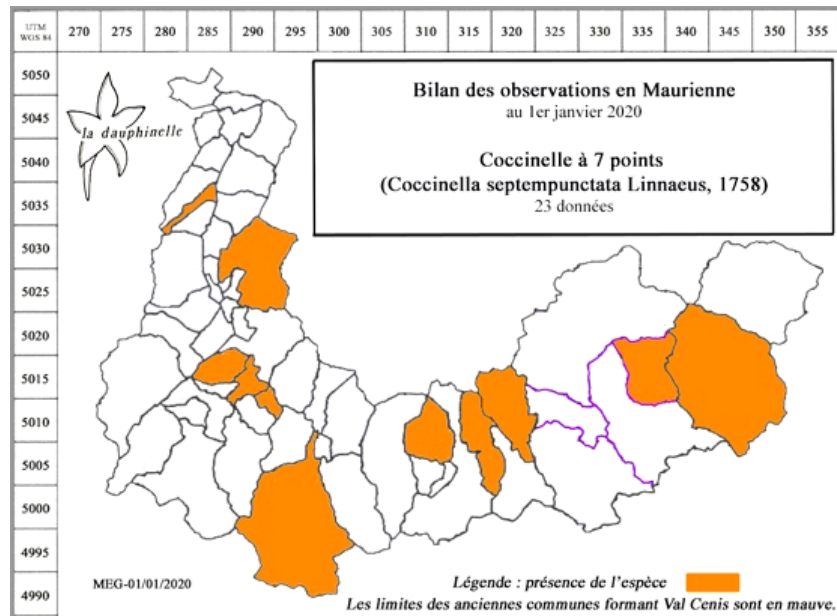 UTM
WGS 84
270 275 280 285 290 295 300 305 310 315 320 325 330 335 340 345 350 355
5050
5045
5040
5035
5030
5025
5020
5015
5010
5005
5000
4995
4990
la dauphinelle
Bilan des observations en Maurienne
au 1er janvier 2020
Coccinelle à 7 points
(Coccinella septempunctata Linnaeus, 1758)
23 données
MEG-01/01/2020
Légende : présence de l'espèce
Les limites des anciennes communes formant Val Cenis sont en mauve.